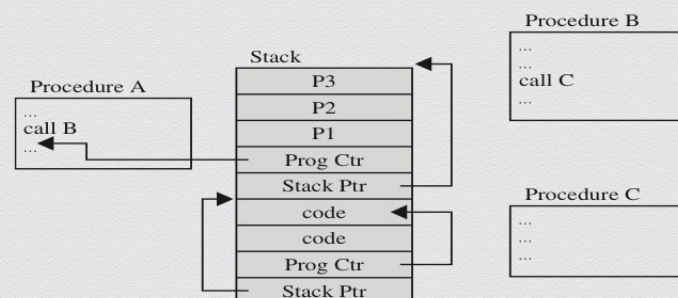 Procedure B
...
...
call C
...
Stack
P3
P2
P1
Prog Ctr
Stack Ptr
code
code
Prog Ctr
Stack Ptr
Procedure A
...
call B
...
Procedure C
...
...
...